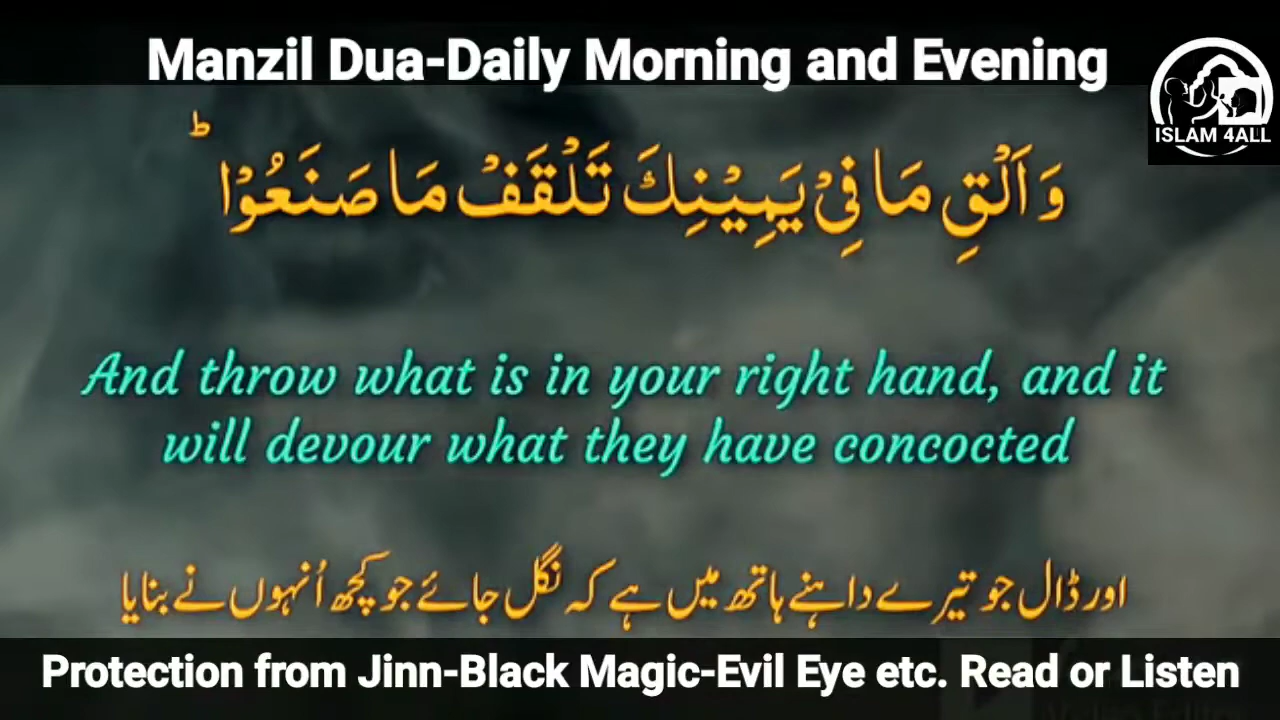 Manzil Dua-Daily Morning and Evening
ISLAM 4ALL
وَاَلْقِ مَا فِیْ یَمِیْنِكَ تَلْقَفْ مَا صَنَعُوْا ؕ
And throw what is in your right hand, and it
will devour what they have concocted
اور ڈال جو تیرے داہنے ہاتھ میں ہے کہ نگل جائے جو کچھ اُنہوں نے بنایا
Protection from Jinn-Black Magic-Evil Eye etc. Read or Listen